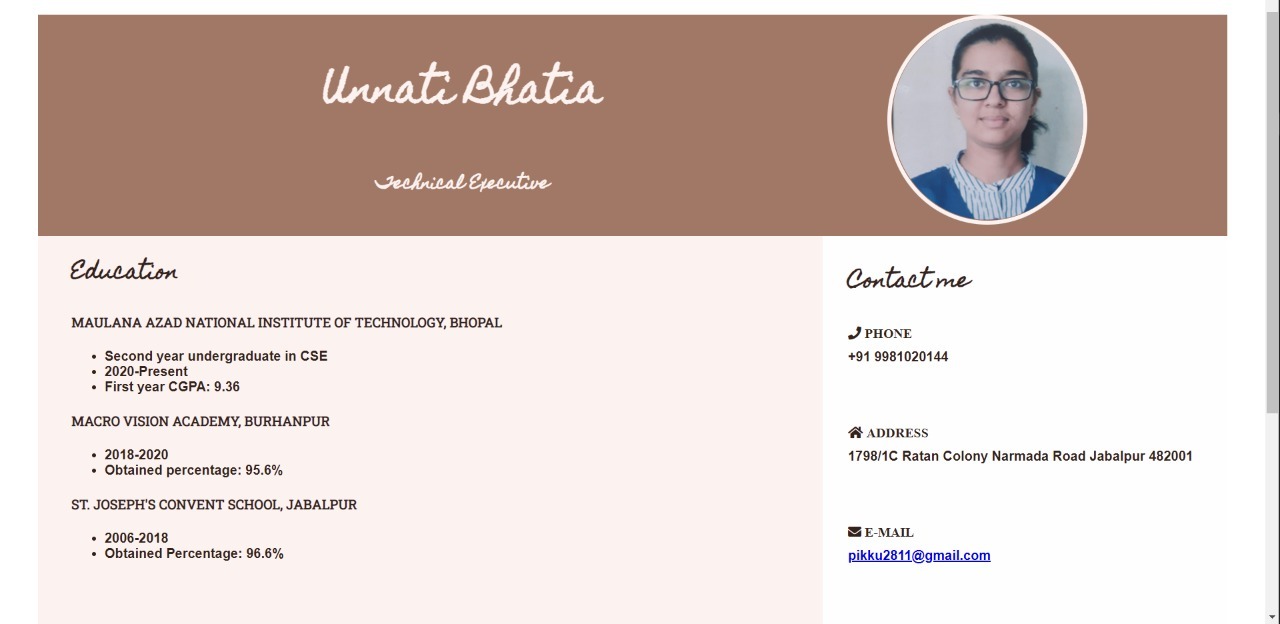 Unnati Bhatia
Technical Executive
Education
MAULANA AZAD NATIONAL INSTITUTE OF TECHNOLOGY, BHOPAL
• Second year undergraduate in CSE
• 2020-Present
• First year CGPA: 9.36
MACRO VISION ACADEMY, BURHANPUR
• 2018-2020
• Obtained percentage: 95.6%
ST. JOSEPH'S CONVENT SCHOOL, JABALPUR
• 2006-2018
• Obtained Percentage: 96.6%
Contact me
PHONE
+91 9981020144
ADDRESS
1798/1C Ratan Colony Narmada Road Jabalpur 482001
E-MAIL
pikku2811@gmail.com